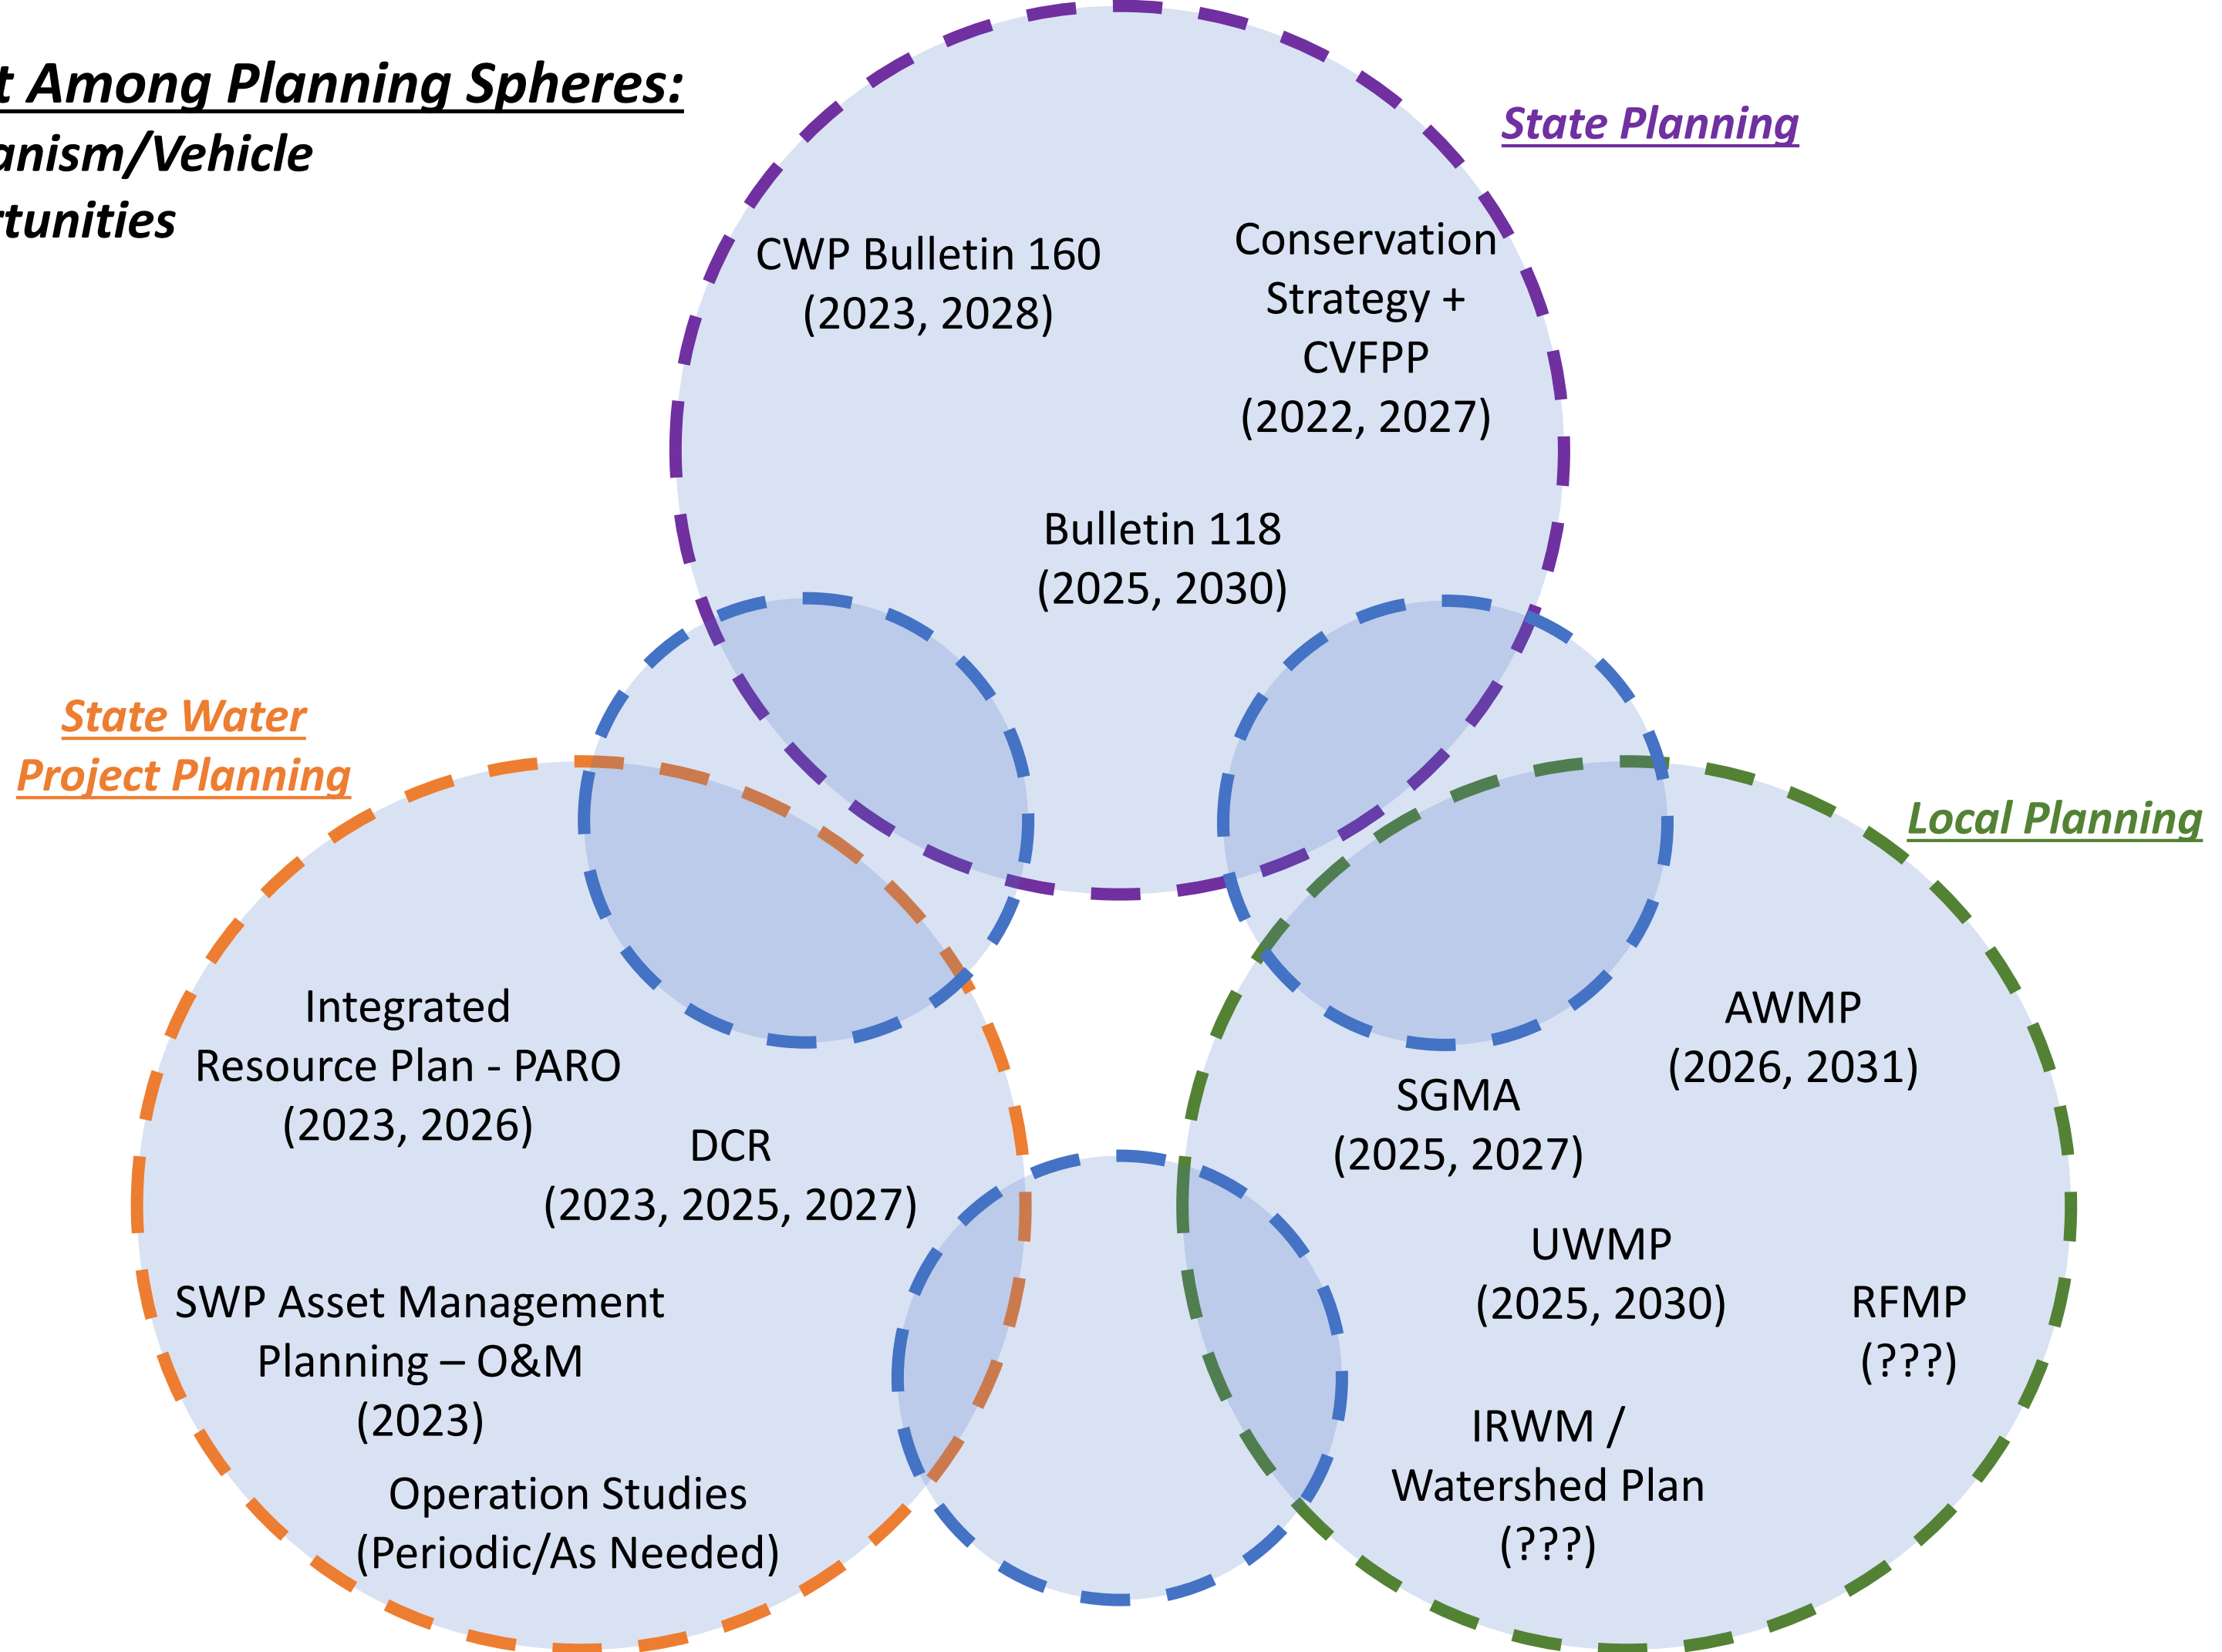 t Among Planning Spheres:
anism/Vehicle
rtunities
State Planning
CWP Bulletin 160
(2023, 2028)
Conservation
Strategy +
CVFPP
(2022, 2027)
Bulletin 118
(2025, 2030)
State Water
Project Planning
Integrated
Resource Plan - PARO
(2023, 2026)
DCR
(2023, 2025, 2027)
SWP Asset Management
Planning – O&M
(2023)
Operation Studies
(Periodic/As Needed)
Local Planning
AWMP
(2026, 2031)
SGMA
(2025, 2027)
UWMP
(2025, 2030)
RFMP
(???)
IRWM /
Watershed Plan
(???)